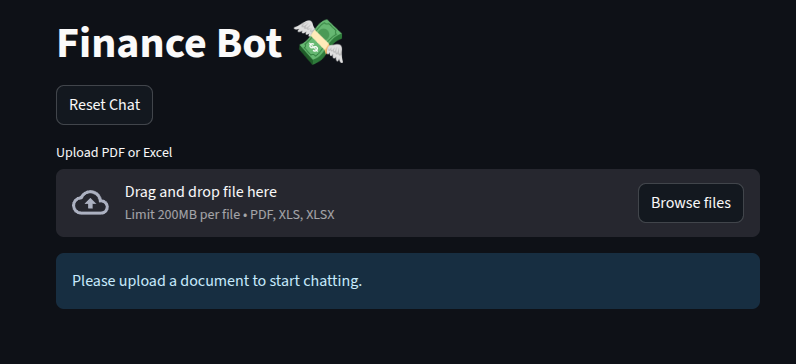 Finance Bot 💸
Reset Chat
Upload PDF or Excel
Drag and drop file here
Limit 200MB per file • PDF, XLS, XLSX
Browse files
Please upload a document to start chatting.